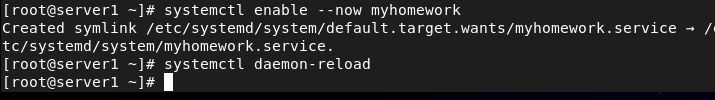 [root@server1 ~]# systemctl enable --now myhomework
Created symlink /etc/systemd/system/default.target.wants/myhomework.service → /e
tc/systemd/system/myhomework.service.
[root@server1 ~]# systemctl daemon-reload
[root@server1 ~]#